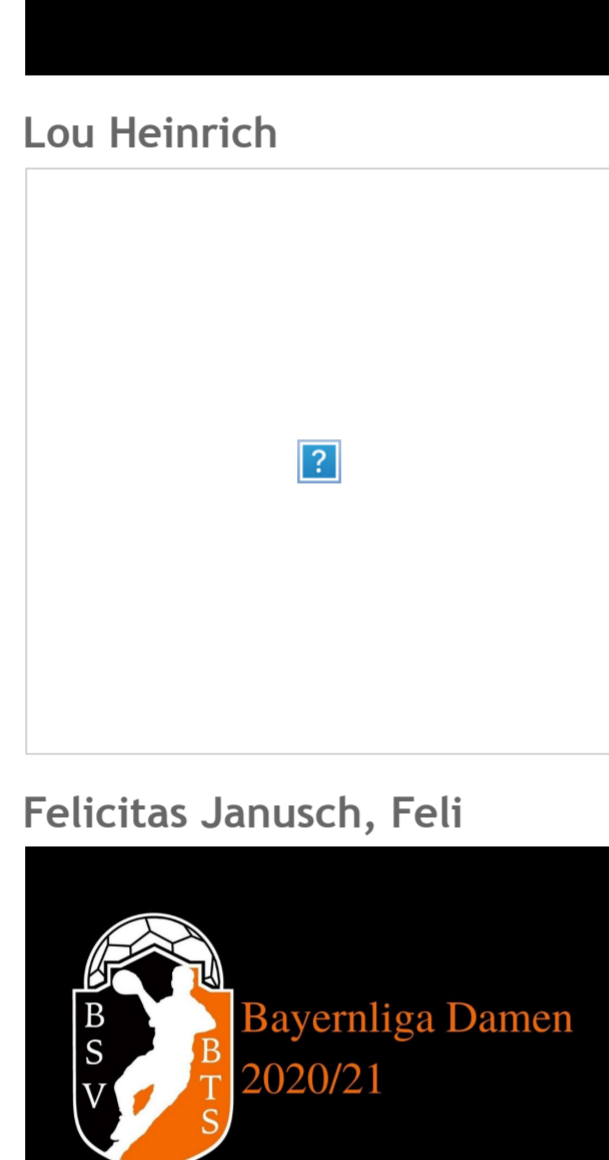 Lou Heinrich
?
Felicitas Janusch, Feli
BSV
BTS
Bayernliga Damen
2020/21